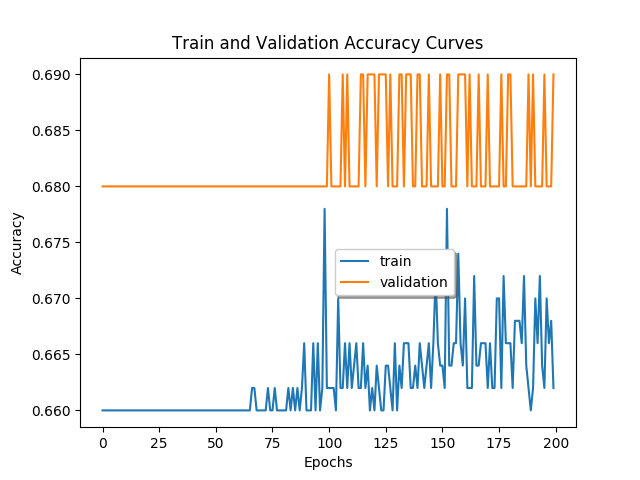 Train and Validation Accuracy Curves
0.690
0.685
0.680
0.675
0.670
0.665
0.660
Accuracy
train
validation
0 25 50 75 100 125 150 175 200
Epochs